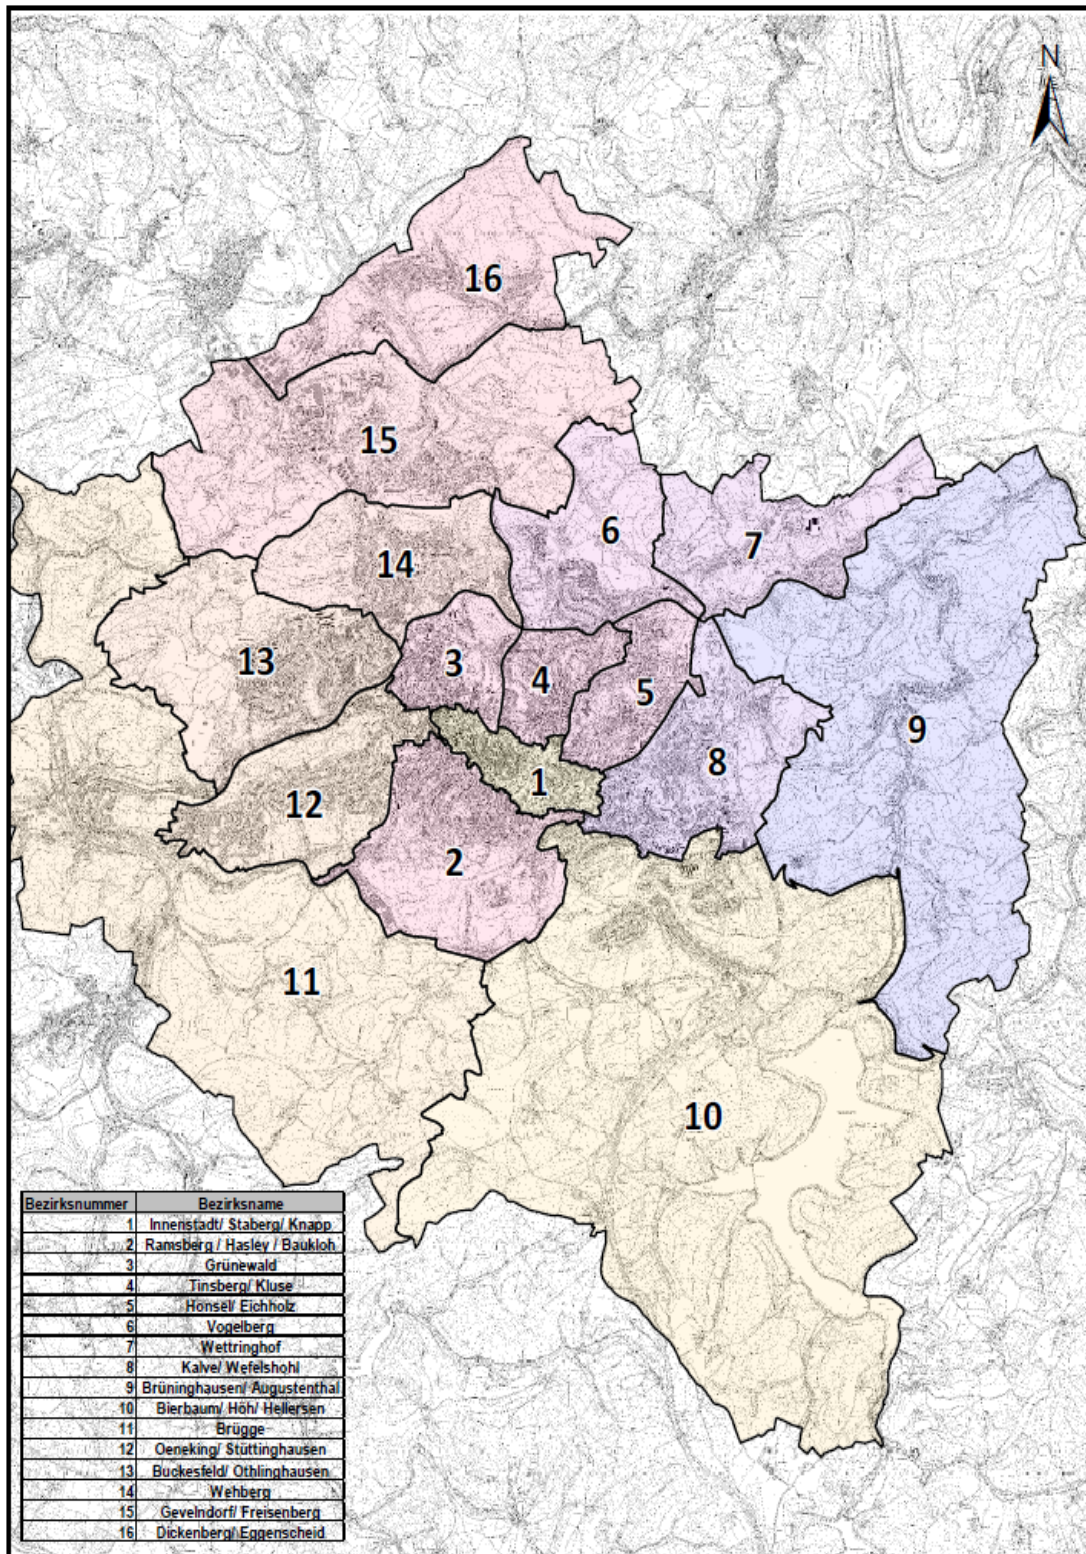 N
16
15
6
7
14
13
3
4
5
9
8
1
12
2
11
10
Bezirksnummer Bezirksname
1 Innenstadt/ Staberg/ Knapp
2 Ramsberg / Hasley / Baukloh
3 Grünewald
4 Tinsberg/ Kluse
5 Honsel/ Eichholz
6 Vogelberg
7 Wettringhof
8 Kalve/ Wefelshohl
9 Brüninghausen/ Augustenthal
10 Bierbaum/ Höh/ Hellersen
11 Brügge
12 Oeneking/ Stüttinghausen
13 Buckesfeld/ Othlinghausen
14 Wehberg
15 Gevelndorf/ Freisenberg
16 Dickenberg/ Eggenscheid